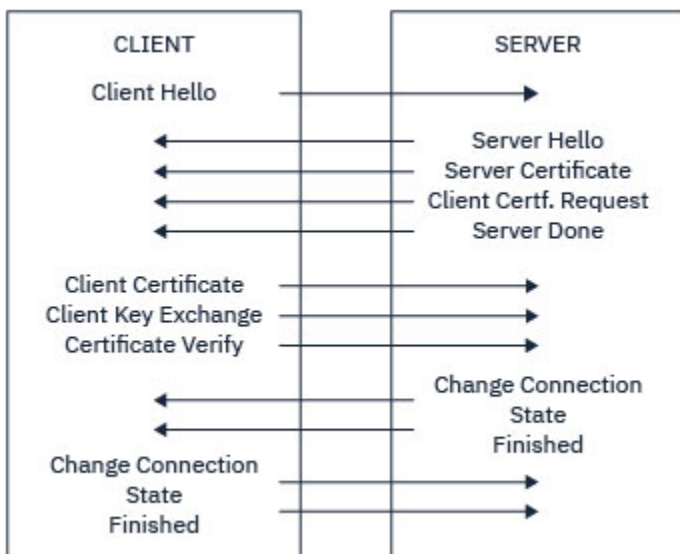 CLIENT
SERVER
Client Hello
Server Hello
Server Certificate
Client Certf. Request
Server Done
Client Certificate
Client Key Exchange
Certificate Verify
Change Connection
State
Finished
Change Connection
State
Finished